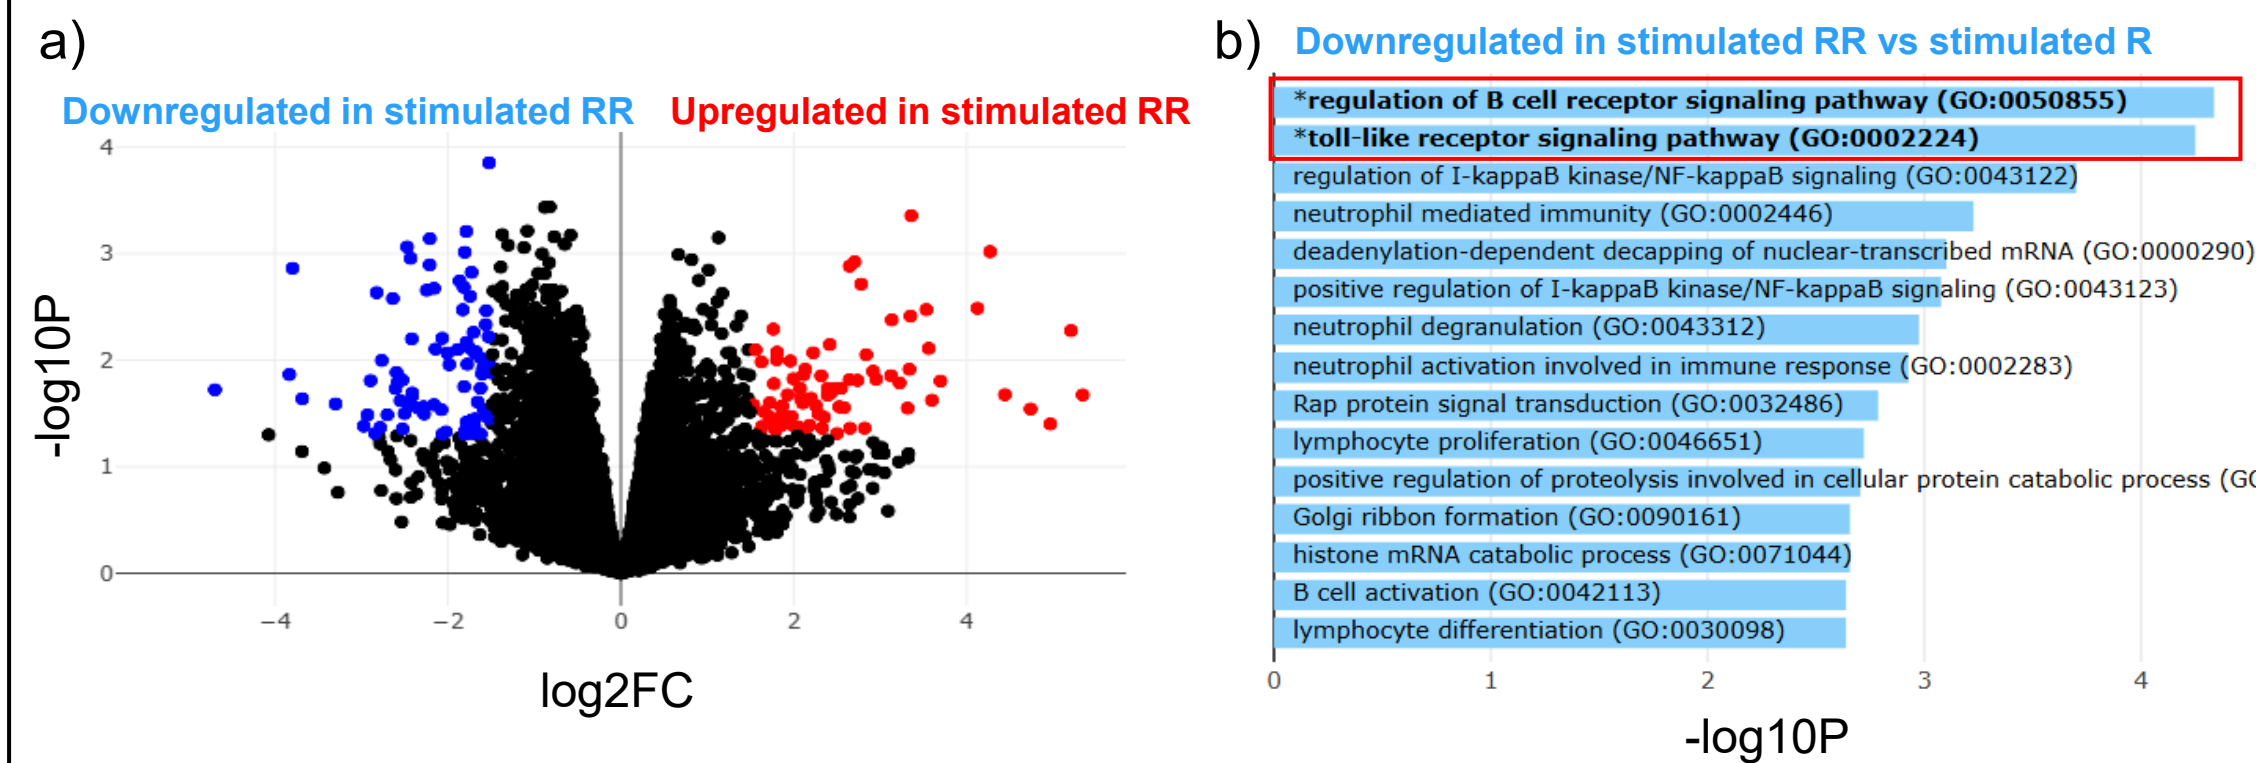 a)
Downregulated in stimulated RR
Upregulated in stimulated RR
4
3
2
1
0
-log10P
−4
−2
0
2
4
log2FC
b)
Downregulated in stimulated RR vs stimulated R
*regulation of B cell receptor signaling pathway (GO:0050855)
*toll-like receptor signaling pathway (GO:0002224)
regulation of I-kappaB kinase/NF-kappaB signaling (GO:0043122)
neutrophil mediated immunity (GO:0002446)
deadenylation-dependent decapping of nuclear-transcribed mRNA (GO:0000290)
positive regulation of I-kappaB kinase/NF-kappaB signaling (GO:0043123)
neutrophil degranulation (GO:0043312)
neutrophil activation involved in immune response (GO:0002283)
Rap protein signal transduction (GO:0032486)
lymphocyte proliferation (GO:0046651)
positive regulation of proteolysis involved in cellular protein catabolic process (GO
Golgi ribbon formation (GO:0090161)
histone mRNA catabolic process (GO:0071044)
B cell activation (GO:0042113)
lymphocyte differentiation (GO:0030098)
0
1
2
3
4
-log10P